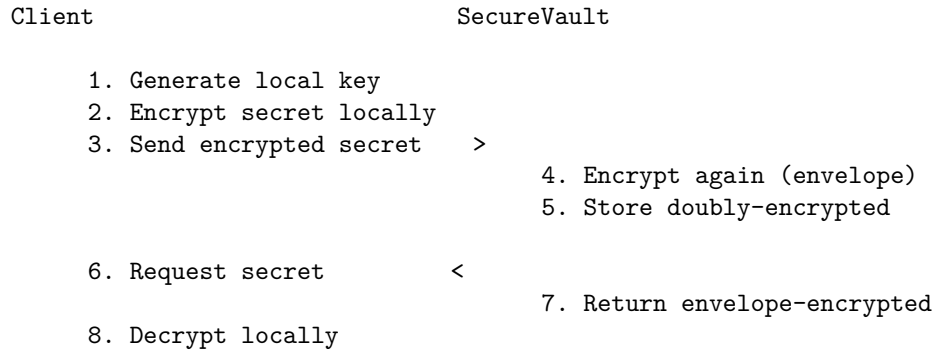 Client SecureVault
1. Generate local key
2. Encrypt secret locally
3. Send encrypted secret >
4. Encrypt again (envelope)
5. Store doubly-encrypted
6. Request secret <
7. Return envelope-encrypted
8. Decrypt locally